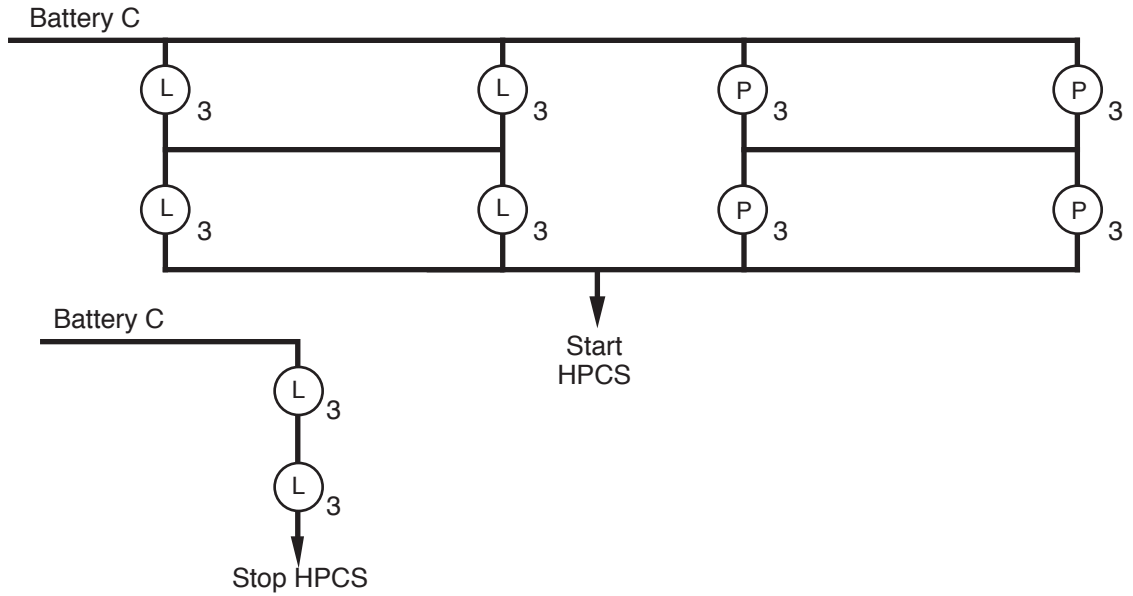 Battery C
L 3 L 3 P 3 P 3
L 3 L 3 P 3 P 3
Start
HPCS
Battery C
L 3
L 3
Stop HPCS